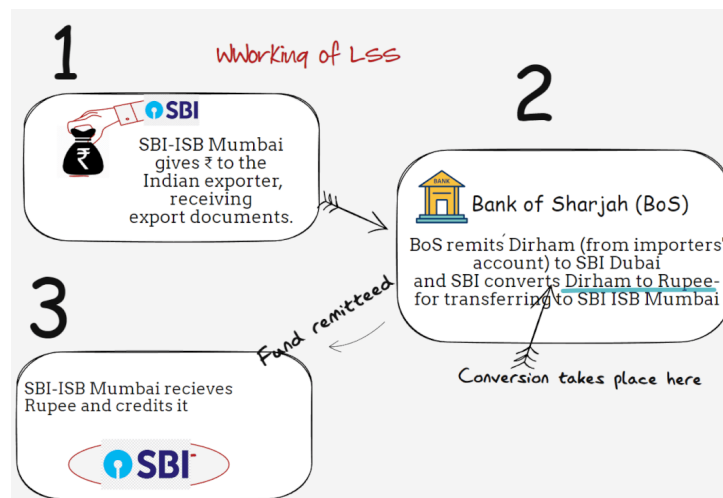 WWorking of LSS
1
SBI
SBI-ISB Mumbai
gives ₹ to the
Indian exporter,
receiving
export documents.
₹
2
BANK
Bank of Sharjah (BoS)
BoS remits Dirham (from importers'
account) to SBI Dubai
and SBI converts Dirham to Rupee-
for transferring to SBI ISB Mumbai
Conversion takes place here
Fund remitteed
3
SBI-ISB Mumbai recieves
Rupee and credits it
SBI